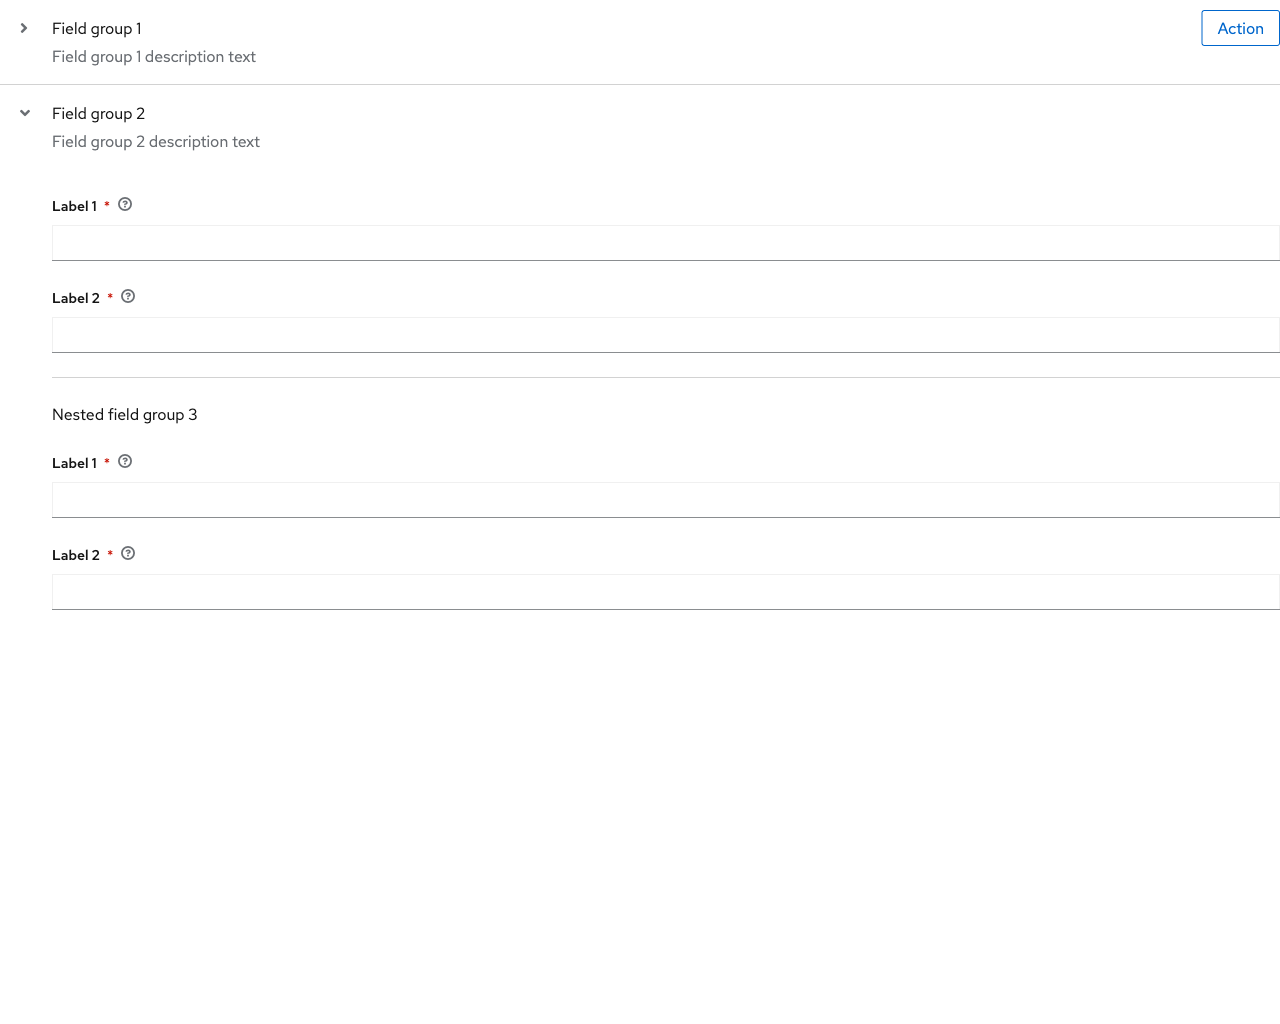 Field group 1
Action
Field group 1 description text
Field group 2
Field group 2 description text
Label 1 *
Label 2 *
Nested field group 3
Label 1 *
Label 2 *